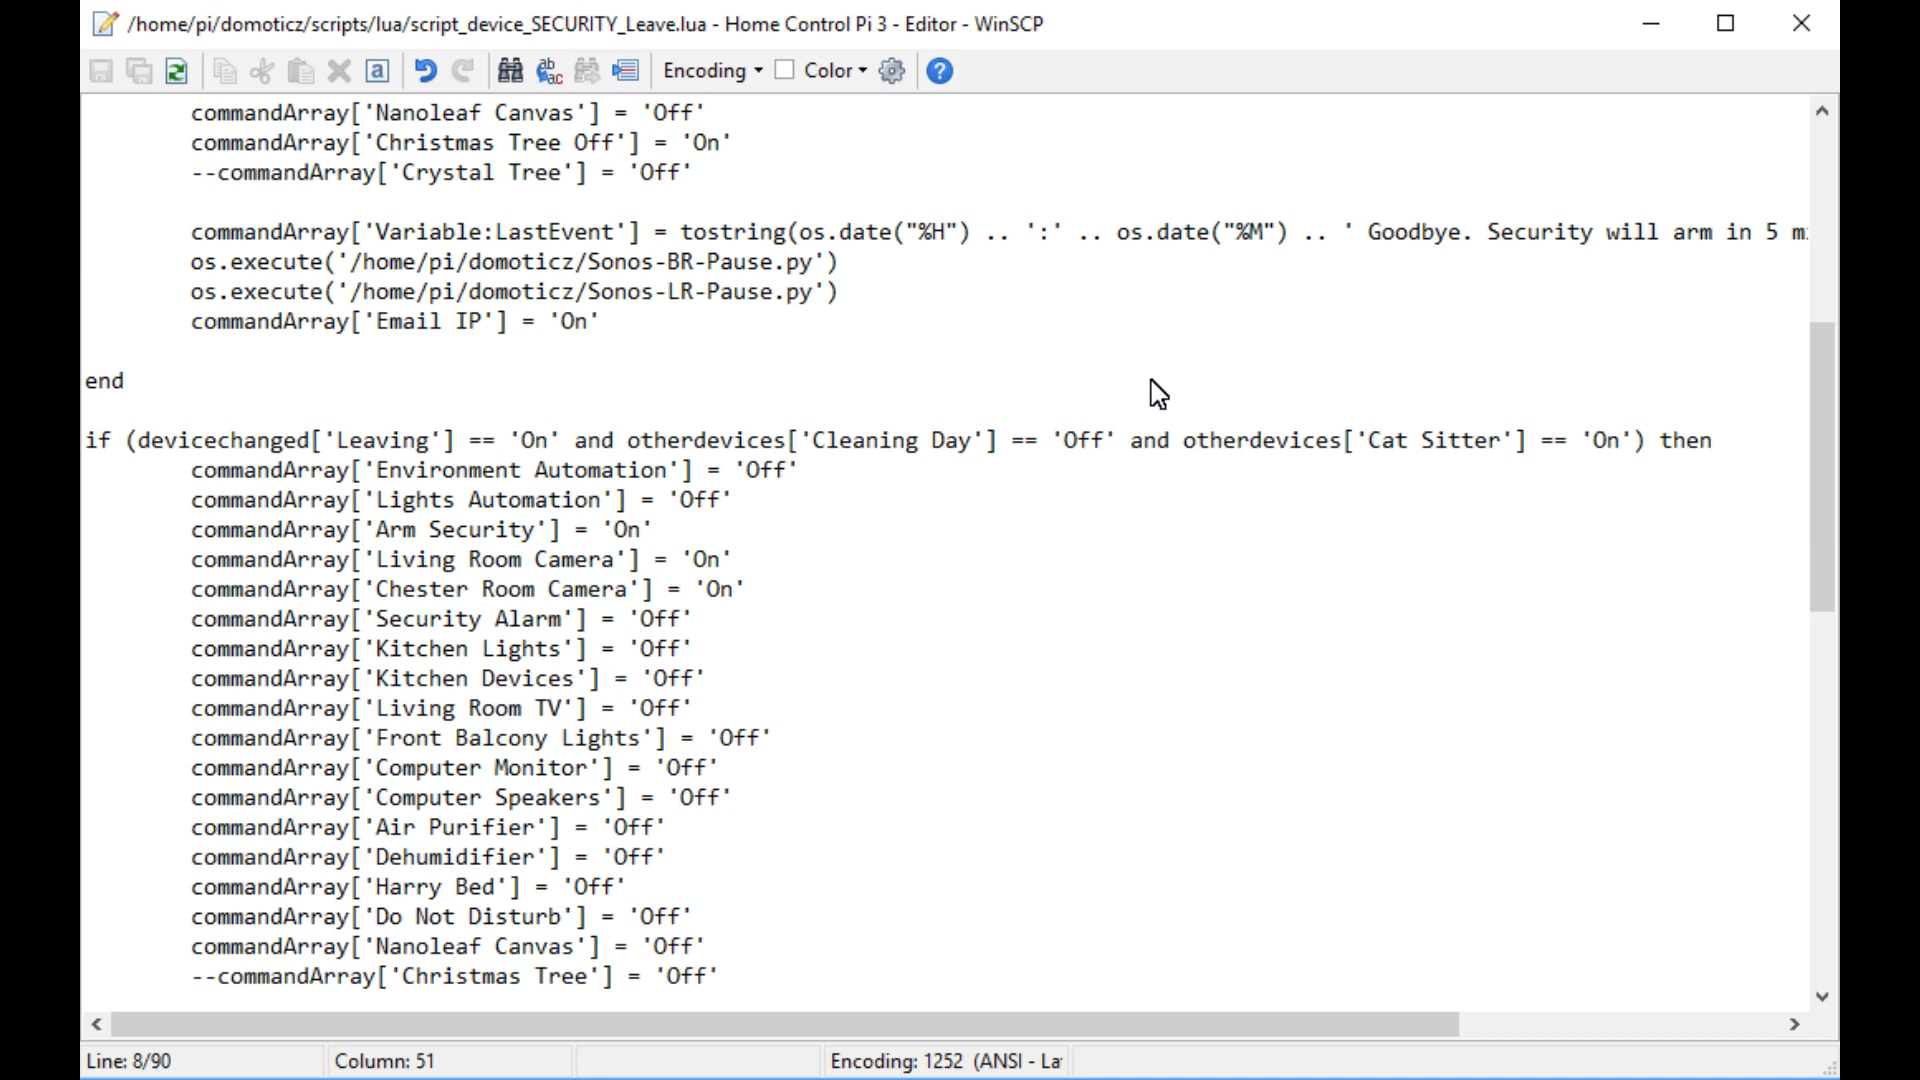 /home/pi/domoticz/scripts/lua/script_device_SECURITY_Leave.lua - Home Control Pi 3 - Editor - WinSCP
Encoding Color
commandArray['Nanoleaf Canvas'] = 'Off'
commandArray['Christmas Tree Off'] = 'On'
--commandArray['Crystal Tree'] = 'Off'
commandArray['Variable:LastEvent'] = tostring(os.date("%H") .. ':' .. os.date("%M") .. ' Goodbye. Security will arm in 5
os.execute('/home/pi/domoticz/Sonos-BR-Pause.py')
os.execute('/home/pi/domoticz/Sonos-LR-Pause.py')
commandArray['Email IP'] = 'On'
end
if (devicechanged['Leaving'] == 'On' and otherdevices['Cleaning Day'] == 'Off' and otherdevices['Cat Sitter'] == 'On') then
commandArray['Environment Automation'] = 'Off'
commandArray['Lights Automation'] = 'Off'
commandArray['Arm Security'] = 'On'
commandArray['Living Room Camera'] = 'On'
commandArray['Chester Room Camera'] = 'On'
commandArray['Security Alarm'] = 'Off'
commandArray['Kitchen Lights'] = 'Off'
commandArray['Kitchen Devices'] = 'Off'
commandArray['Living Room TV'] = 'Off'
commandArray['Front Balcony Lights'] = 'Off'
commandArray['Computer Monitor'] = 'Off'
commandArray['Computer Speakers'] = 'Off'
commandArray['Air Purifier'] = 'Off'
commandArray['Dehumidifier'] = 'Off'
commandArray['Harry Bed'] = 'Off'
commandArray['Do Not Disturb'] = 'Off'
commandArray['Nanoleaf Canvas'] = 'Off'
--commandArray['Christmas Tree'] = 'Off'
Line: 8/90 Column: 51 Encoding: 1252 (ANSI - La